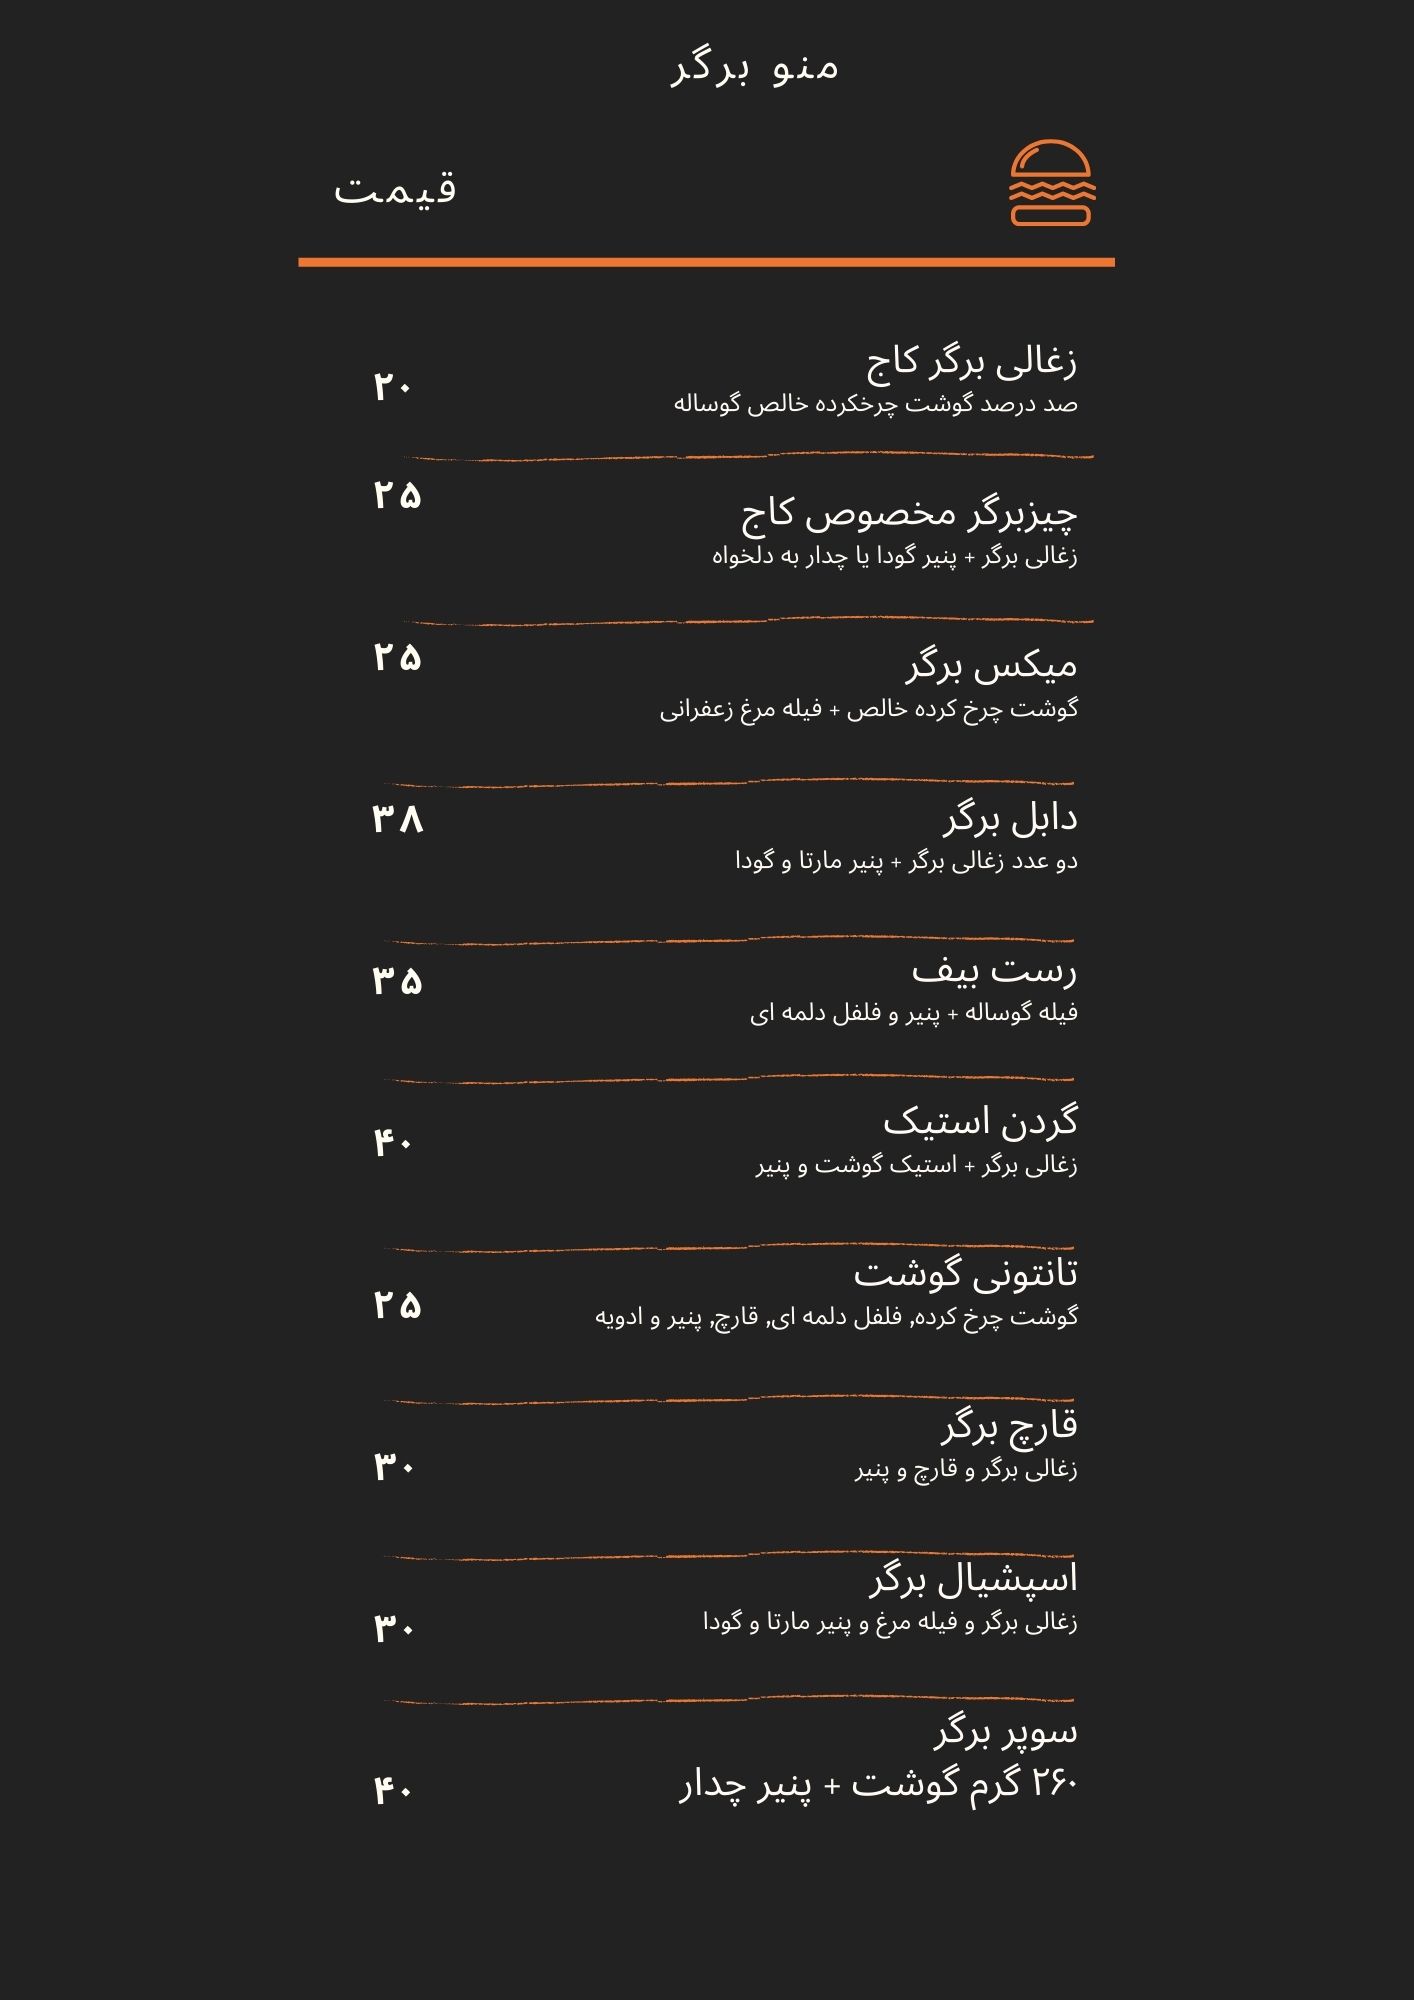 منو برگر
قیمت
زغالی برگر کاج
صد درصد گوشت چرخکرده خالص گوساله
۲۰
چیزبرگر مخصوص کاج
زغالی برگر + پنیر گودا یا چدار به دلخواه
۲۵
میکس برگر
گوشت چرخ کرده خالص + فیله مرغ زعفرانی
۲۵
دابل برگر
دو عدد زغالی برگر + پنیر مارتا و گودا
۳۸
رست بیف
فیله گوساله + پنیر و فلفل دلمه ای
۳۵
گردن استیک
زغالی برگر + استیک گوشت و پنیر
۴۰
تانتونی گوشت
گوشت چرخ کرده, فلفل دلمه ای, قارچ, پنیر و ادویه
۲۵
قارچ برگر
زغالی برگر و قارچ و پنیر
۳۰
اسپشیال برگر
زغالی برگر و فیله مرغ و پنیر مارتا و گودا
۳۰
سوپر برگر
۲۶۰ گرم گوشت + پنیر چدار
۴۰